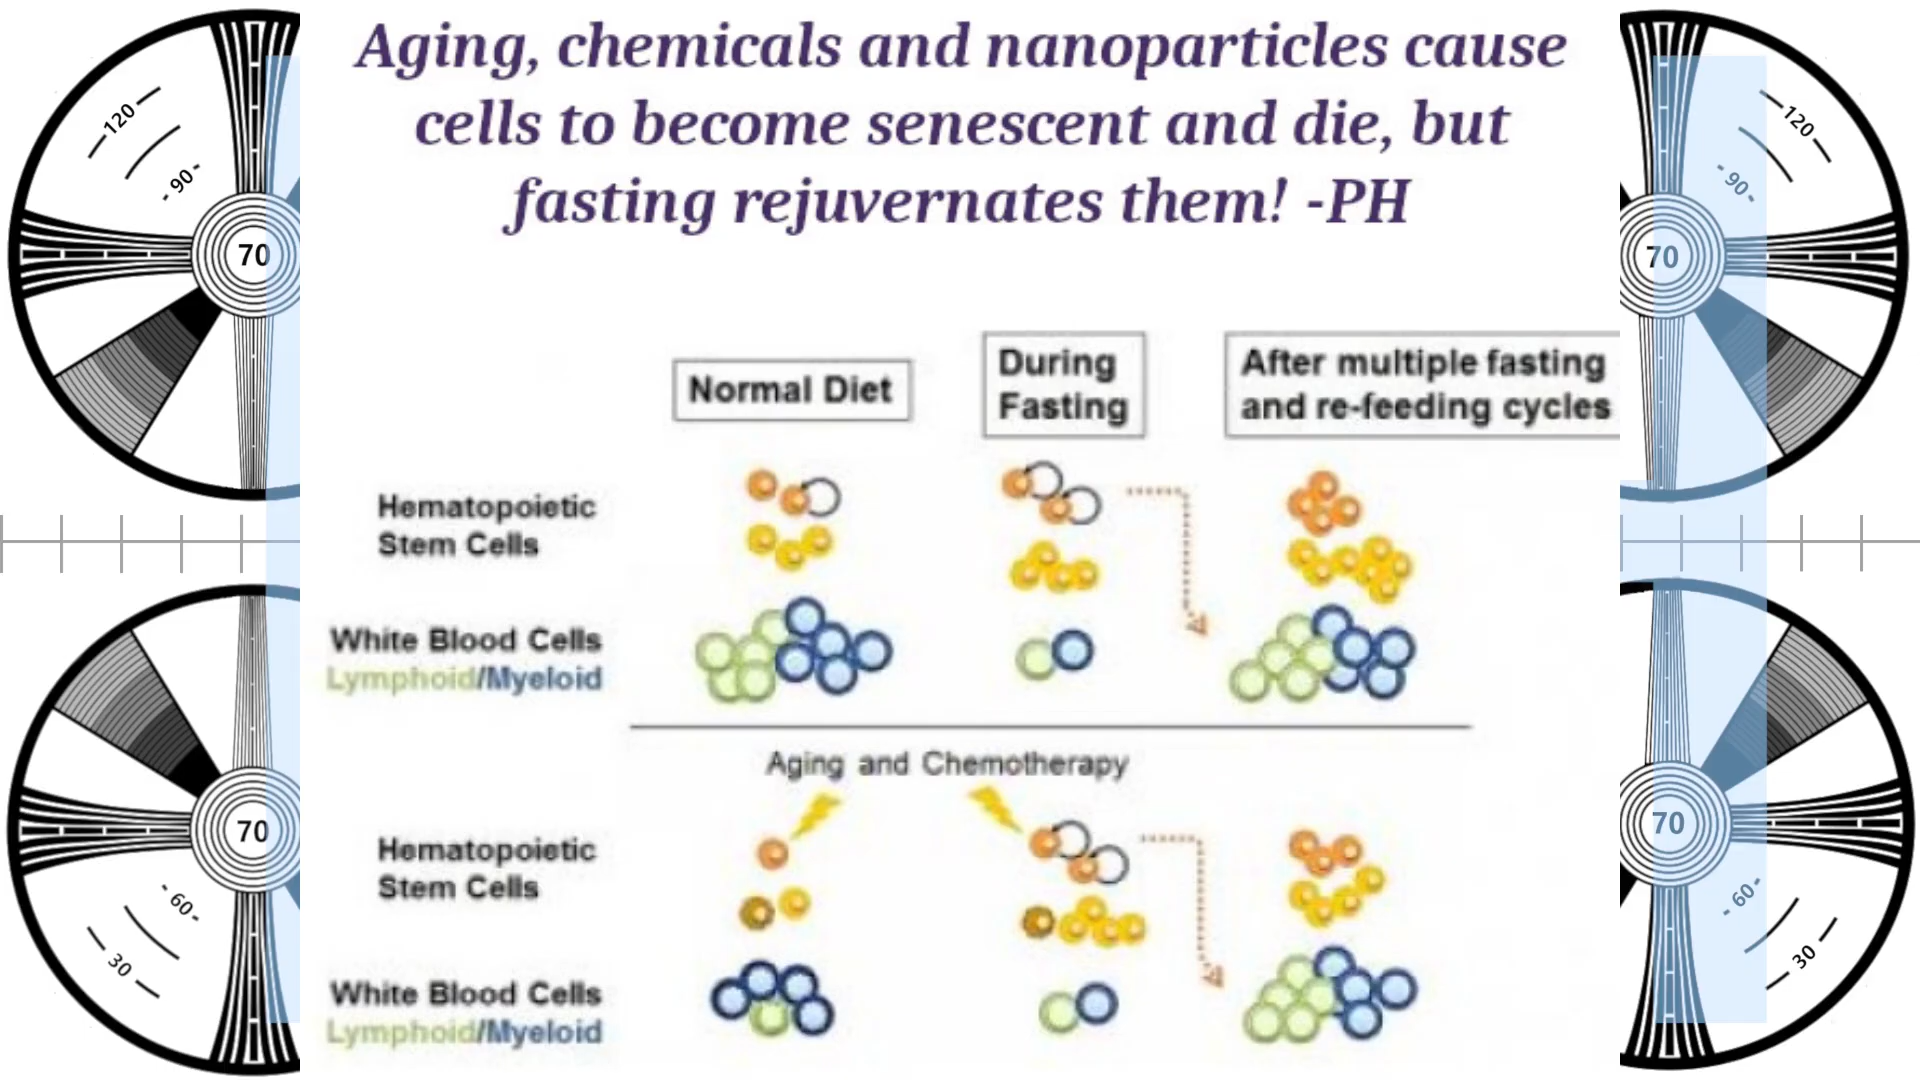 Aging, chemicals and nanoparticles cause
cells to become senescent and die, but
fasting rejuvernates them! -PH
Normal Diet
During
Fasting
After multiple fasting
and re-feeding cycles
Hematopoietic
Stem Cells
White Blood Cells
Lymphoid/Myeloid
Aging and Chemotherapy
Hematopoietic
Stem Cells
White Blood Cells
Lymphoid/Myeloid
120
- 90 -
70
120
- 90 -
70
70
- 60 -
30
70
- 60 -
30